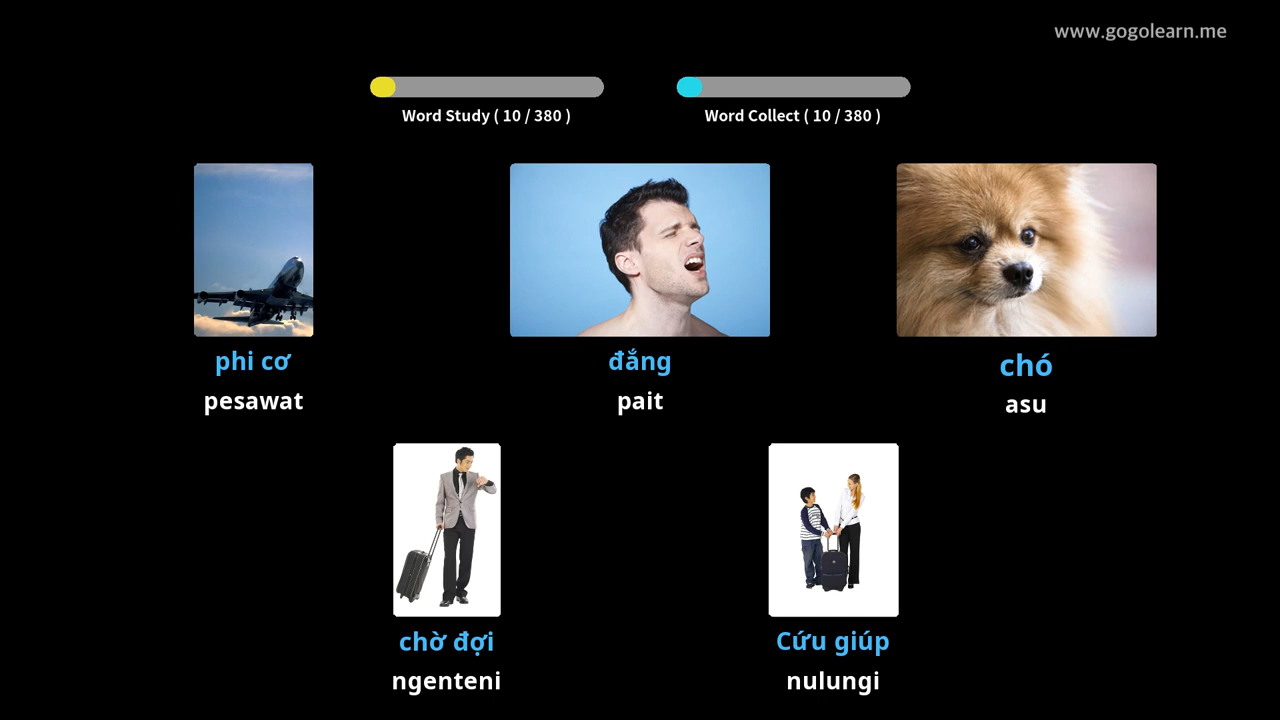 www.gogolearn.me
Word Study ( 10 / 380 )
Word Collect ( 10 / 380 )
phi cơ
pesawat
đắng
pait
chó
asu
chờ đợi
ngenteni
Cứu giúp
nulungi